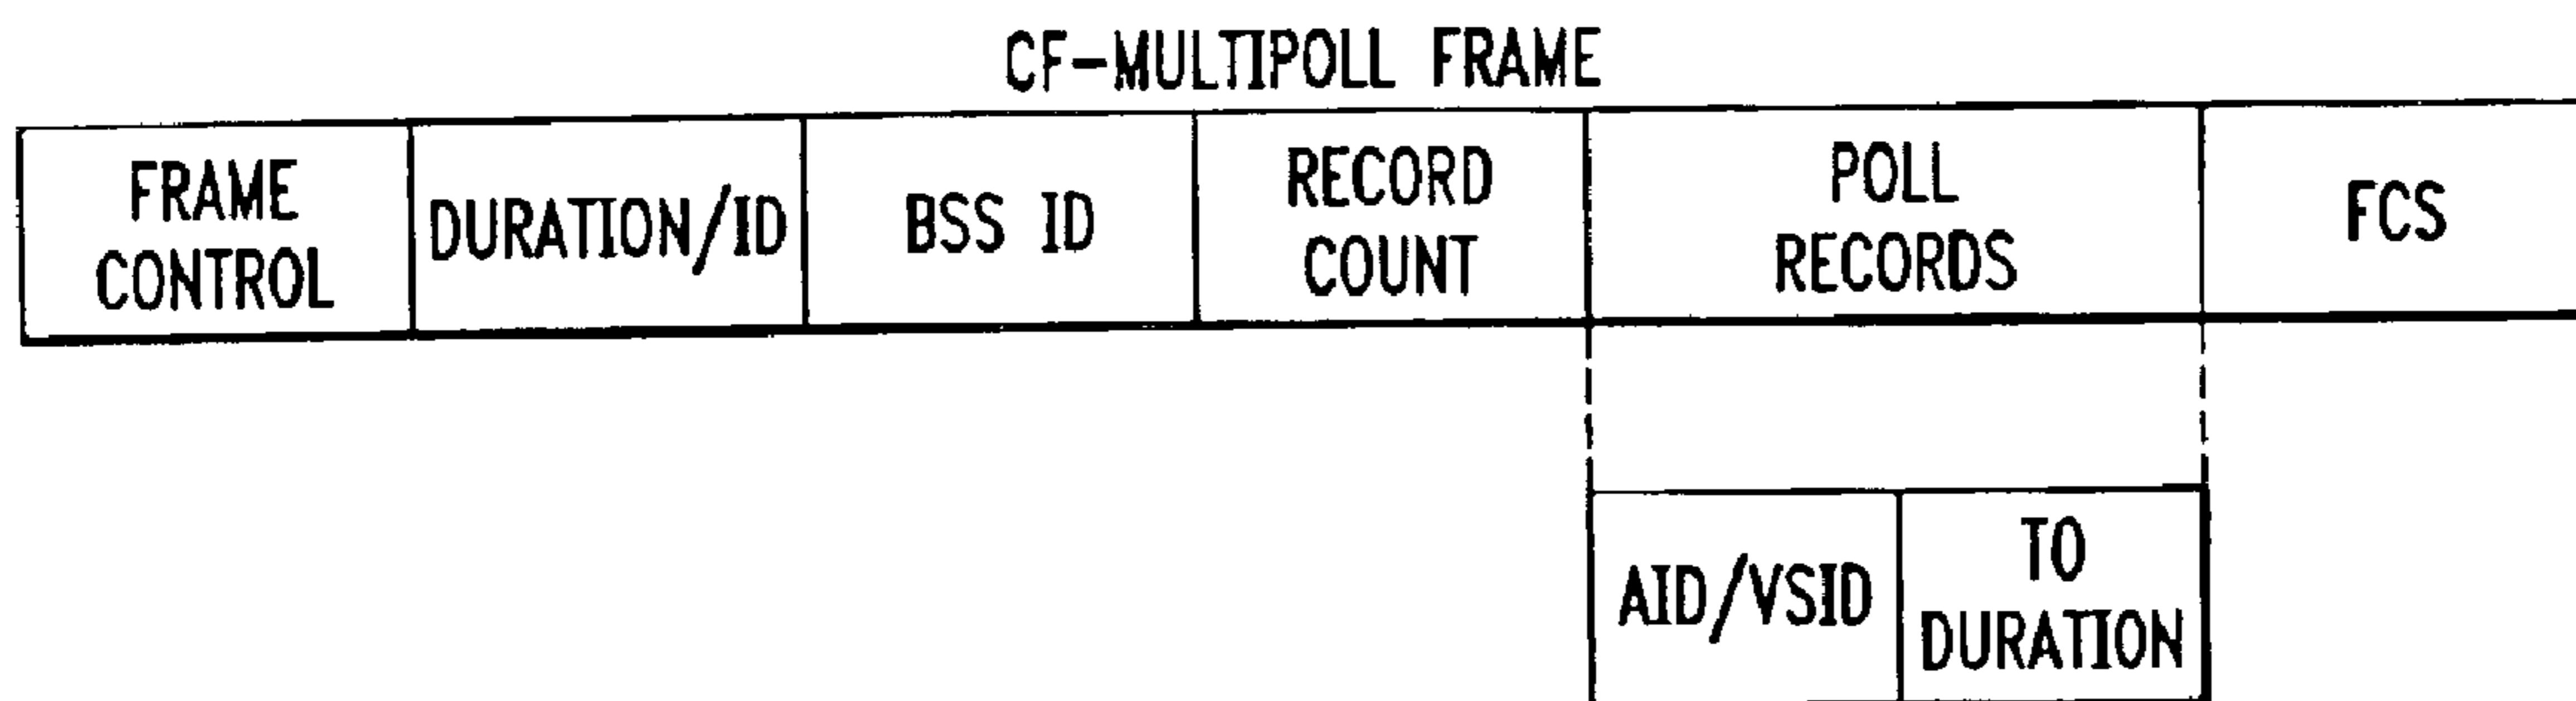 CF-MULTIPOLL FRAME
FRAME
CONTROL
DURATION/ID
BSS ID
RECORD
COUNT
POLL
RECORDS
FCS
AID/VSID
TO
DURATION